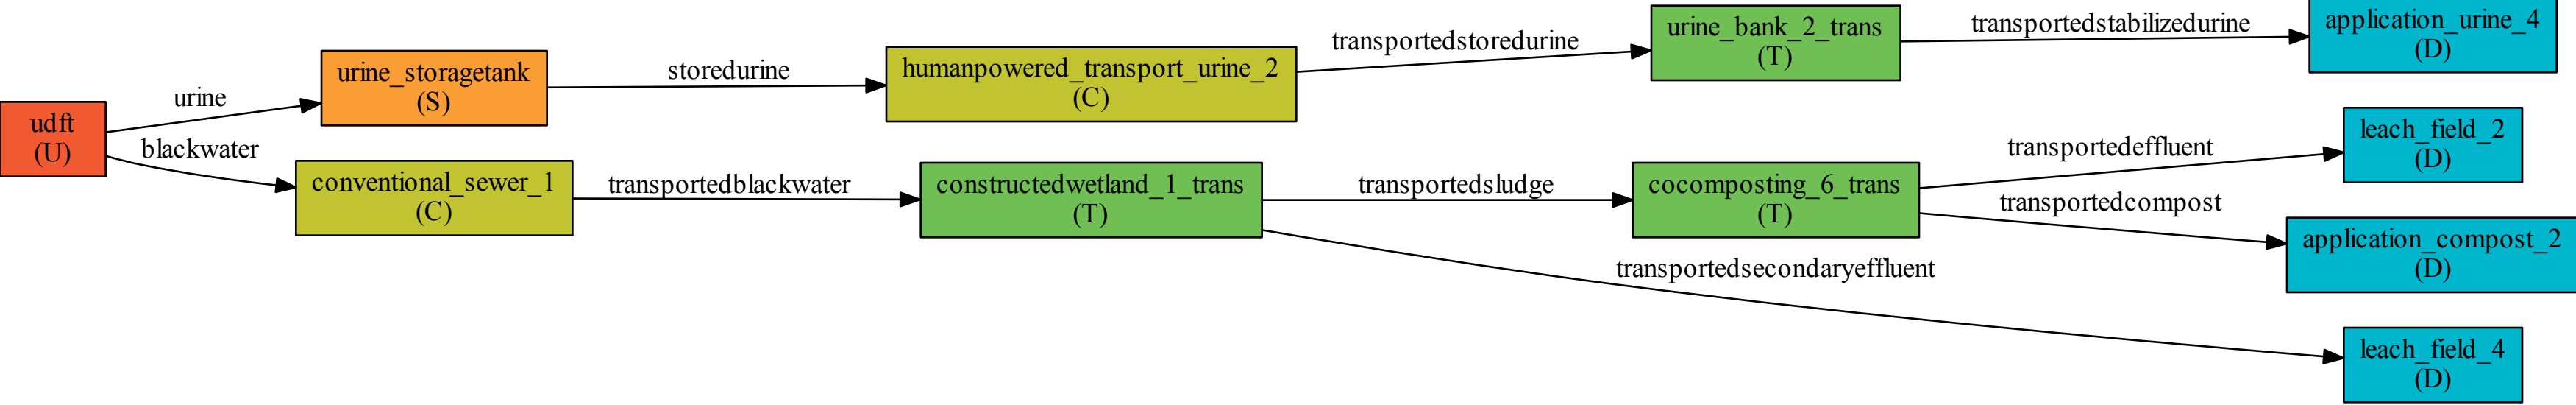 udft
(U)
urine
blackwater
urine_storagetank
(S)
conventional_sewer_1
(C)
storedurine
transportedblackwater
humanpowered_transport_urine_2
(C)
constructedwetland_1_trans
(T)
transportedstoredurine
transportedsludge
transportedsecondaryeffluent
urine_bank_2_trans
(T)
cocomposting_6_trans
(T)
transportedstabilizedurine
transportedeffluent
transportedcompost
application_urine_4
(D)
leach_field_2
(D)
application_compost_2
(D)
leach_field_4
(D)